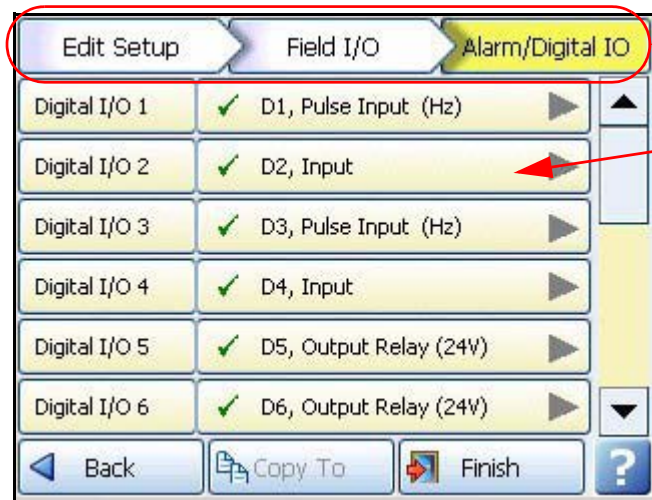 Edit Setup Field I/O Alarm/Digital IO
Digital I/O 1 D1, Pulse Input (Hz)
Digital I/O 2 D2, Input
Digital I/O 3 D3, Pulse Input (Hz)
Digital I/O 4 D4, Input
Digital I/O 5 D5, Output Relay (24V)
Digital I/O 6 D6, Output Relay (24V)
Back Copy To Finish ?